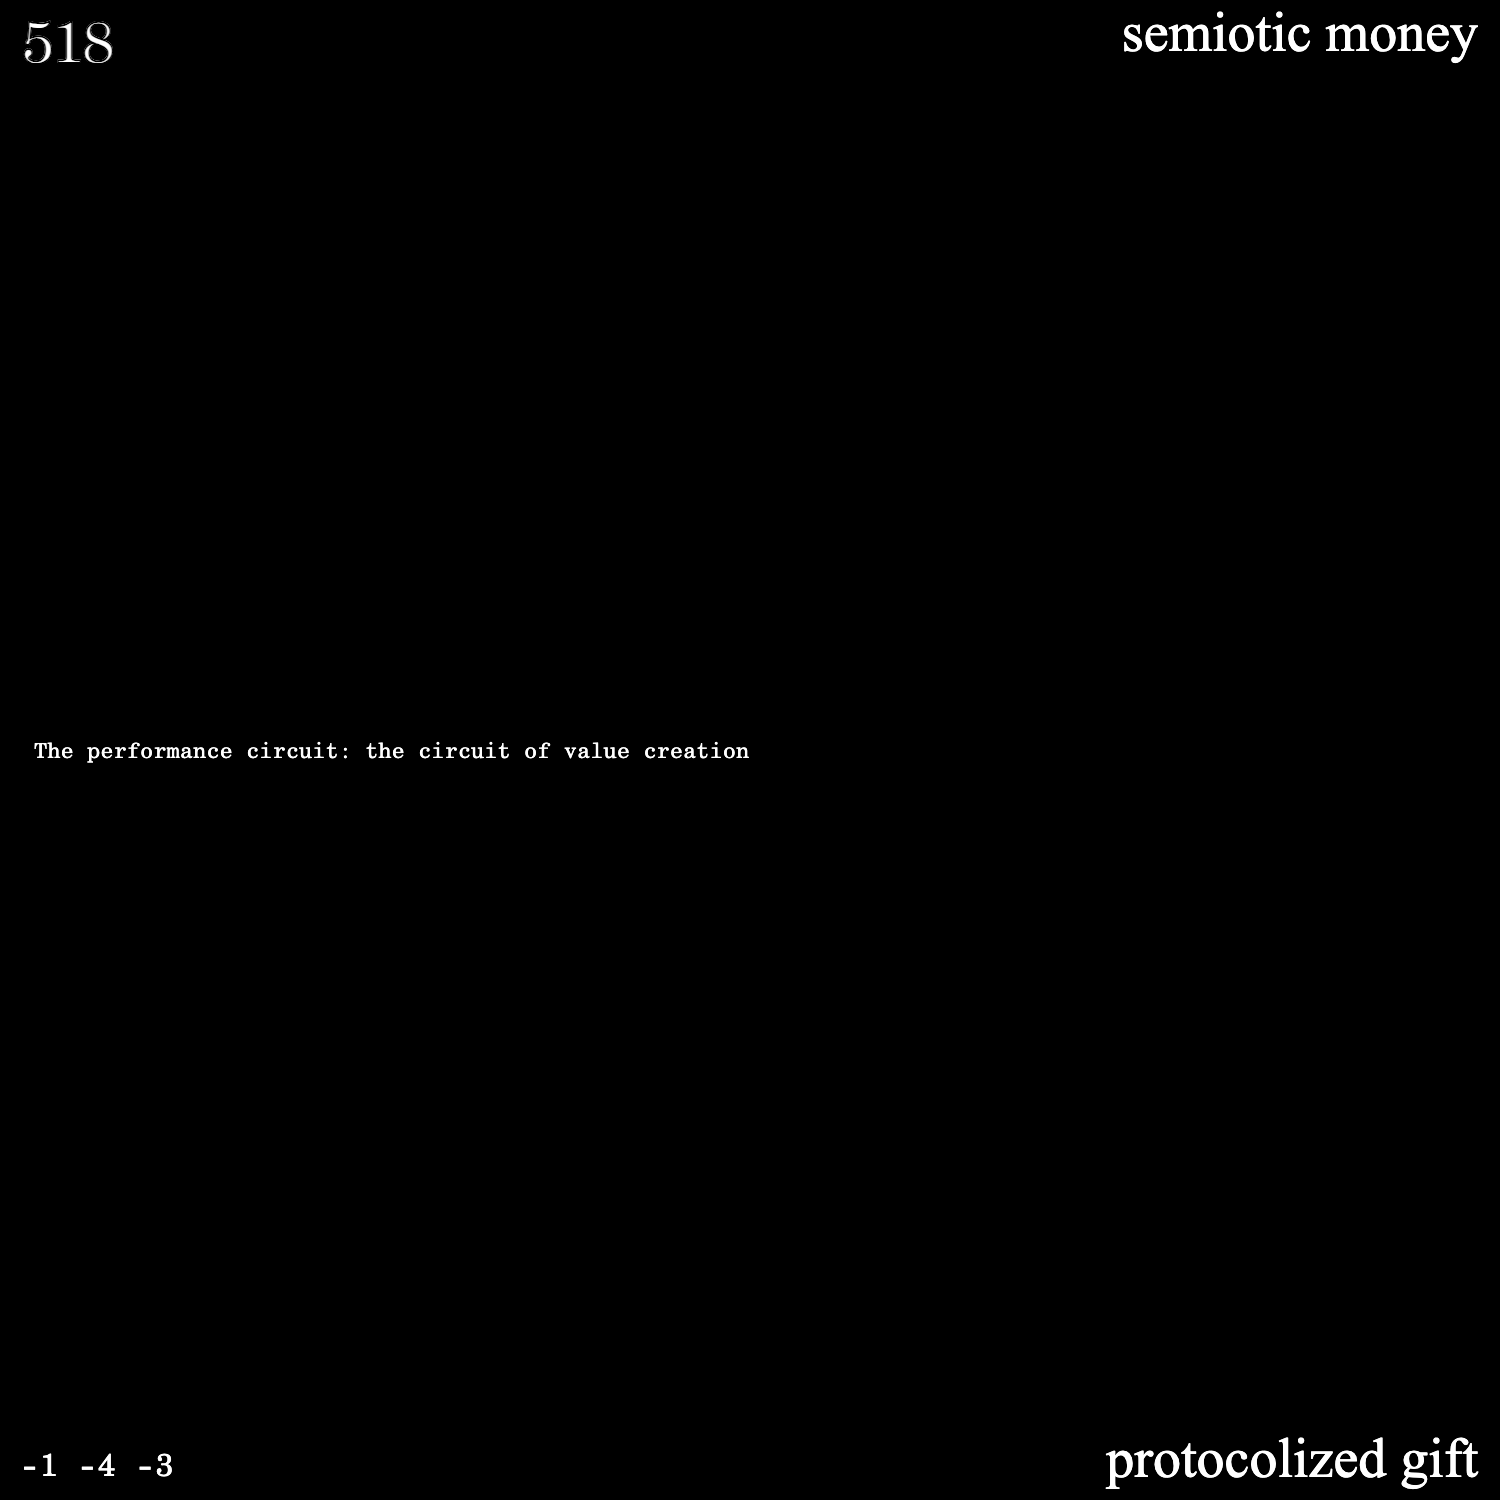 518
semiotic money
The performance circuit: the circuit of value creation
-1 -4 -3
protocolized gift